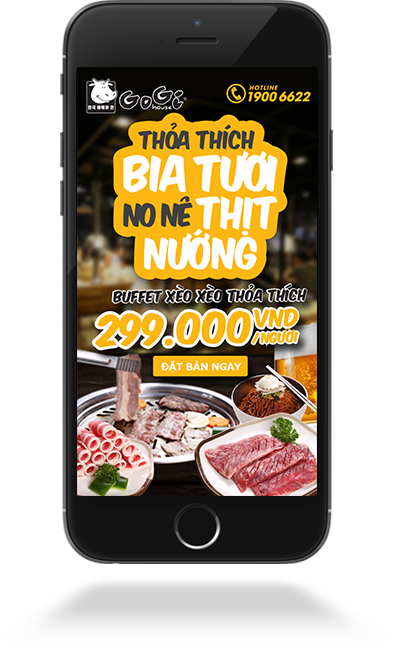 GoGi
HOUSE
HOTLINE
1900 6622
THỎA THÍCH
BIA TƯƠI
NO NÊ THỊT
NƯỚNG
BUFFET XÈO XÈO THỎA THÍCH
299.000 VND
/NGƯỜI
ĐẶT BÀN NGAY